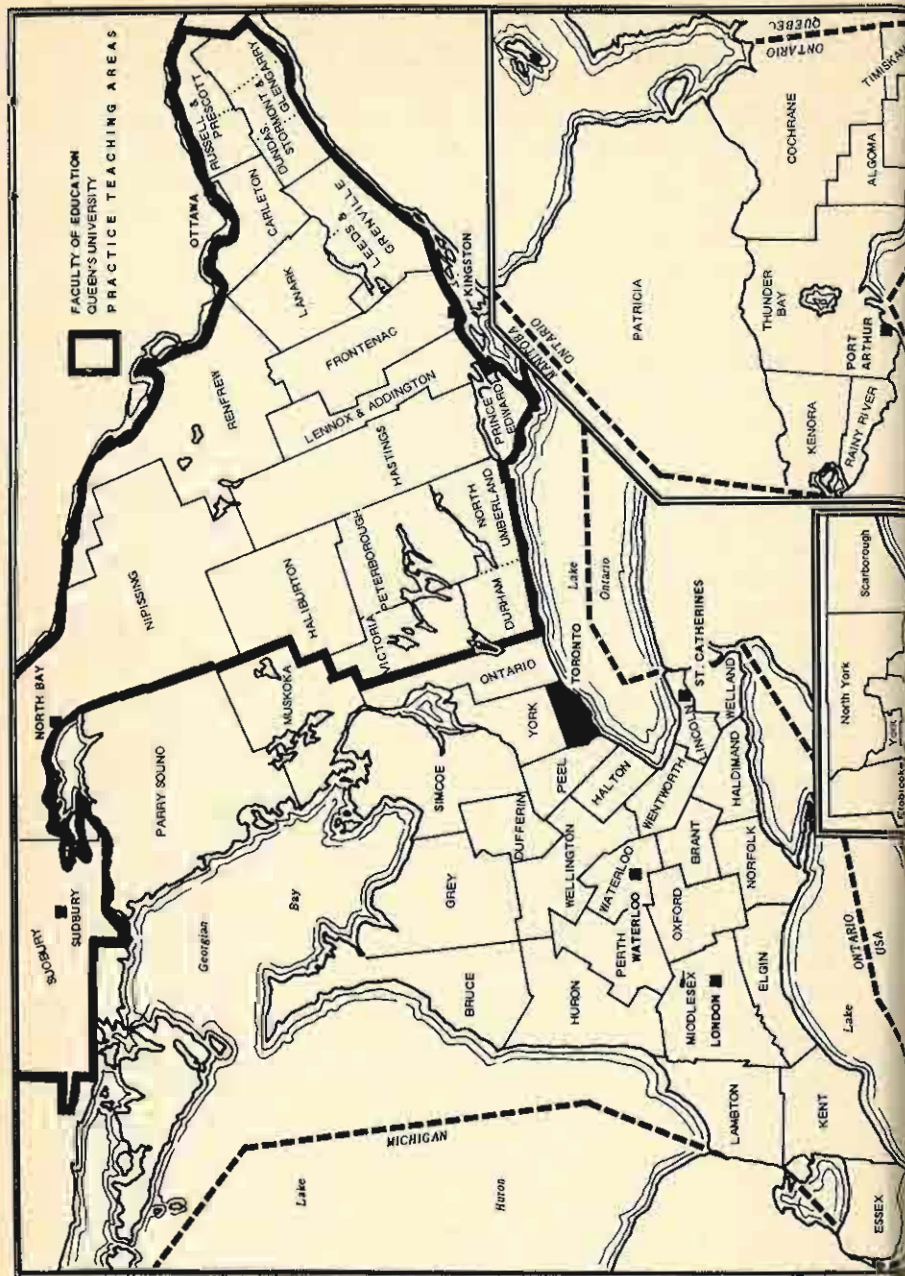 FACULTY OF EDUCATION
QUEEN'S UNIVERSITY
PRACTICE TEACHING AREAS
SUDBURY
SUDBURY
NORTH BAY
NIPISSING
PARRY SOUND
MUSKOKA
HALIBURTON
RENFREW
OTTAWA
RUSSELL &
PRESCOTT
CARLETON
DUNDAS
STORMONT &
GLENGARRY
LANARK
LEEDS &
GRENVILLE
FRONTENAC
LENNOX & ADDINGTON
KINGSTON
HASTINGS
PRINCE
EDWARD
PETERBOROUGH
VICTORIA
NORTH
UMBERLAND
DURHAM
ONTARIO
Georgian
Bay
SIMCOE
YORK
TORONTO
Lake
Ontario
GREY
DUFFERIN
PEEL
HALTON
BRUCE
WELLINGTON
WATERLOO
WENTWORTH
LINCOLN
ST. CATHERINES
WELLAND
HURON
PERTH
WATERLOO
BRANT
HALDIMAND
OXFORD
NORFOLK
MIDDLESEX
LONDON
ELGIN
MICHIGAN
Lake
Huron
LAMBTON
KENT
ESSEX
Lake
ONTARIO
USA
North York
Scarborough
York
MANITOBA
ONTARIO
PATRICIA
QUEBEC
ONTARIO
COCHRANE
TIMISKAM
ALGOMA
THUNDER
BAY
KENORA
PORT
ARTHUR
RAINY RIVER